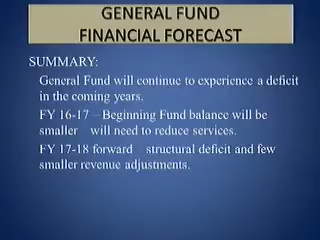 GENERAL FUND
FINANCIAL FORECAST
SUMMARY:
General Fund will continue to experience a deficit
in the coming years.
FY 16-17 – Beginning Fund balance will be
smaller will need to reduce services.
FY 17-18 forward structural deficit and few
smaller revenue adjustments.